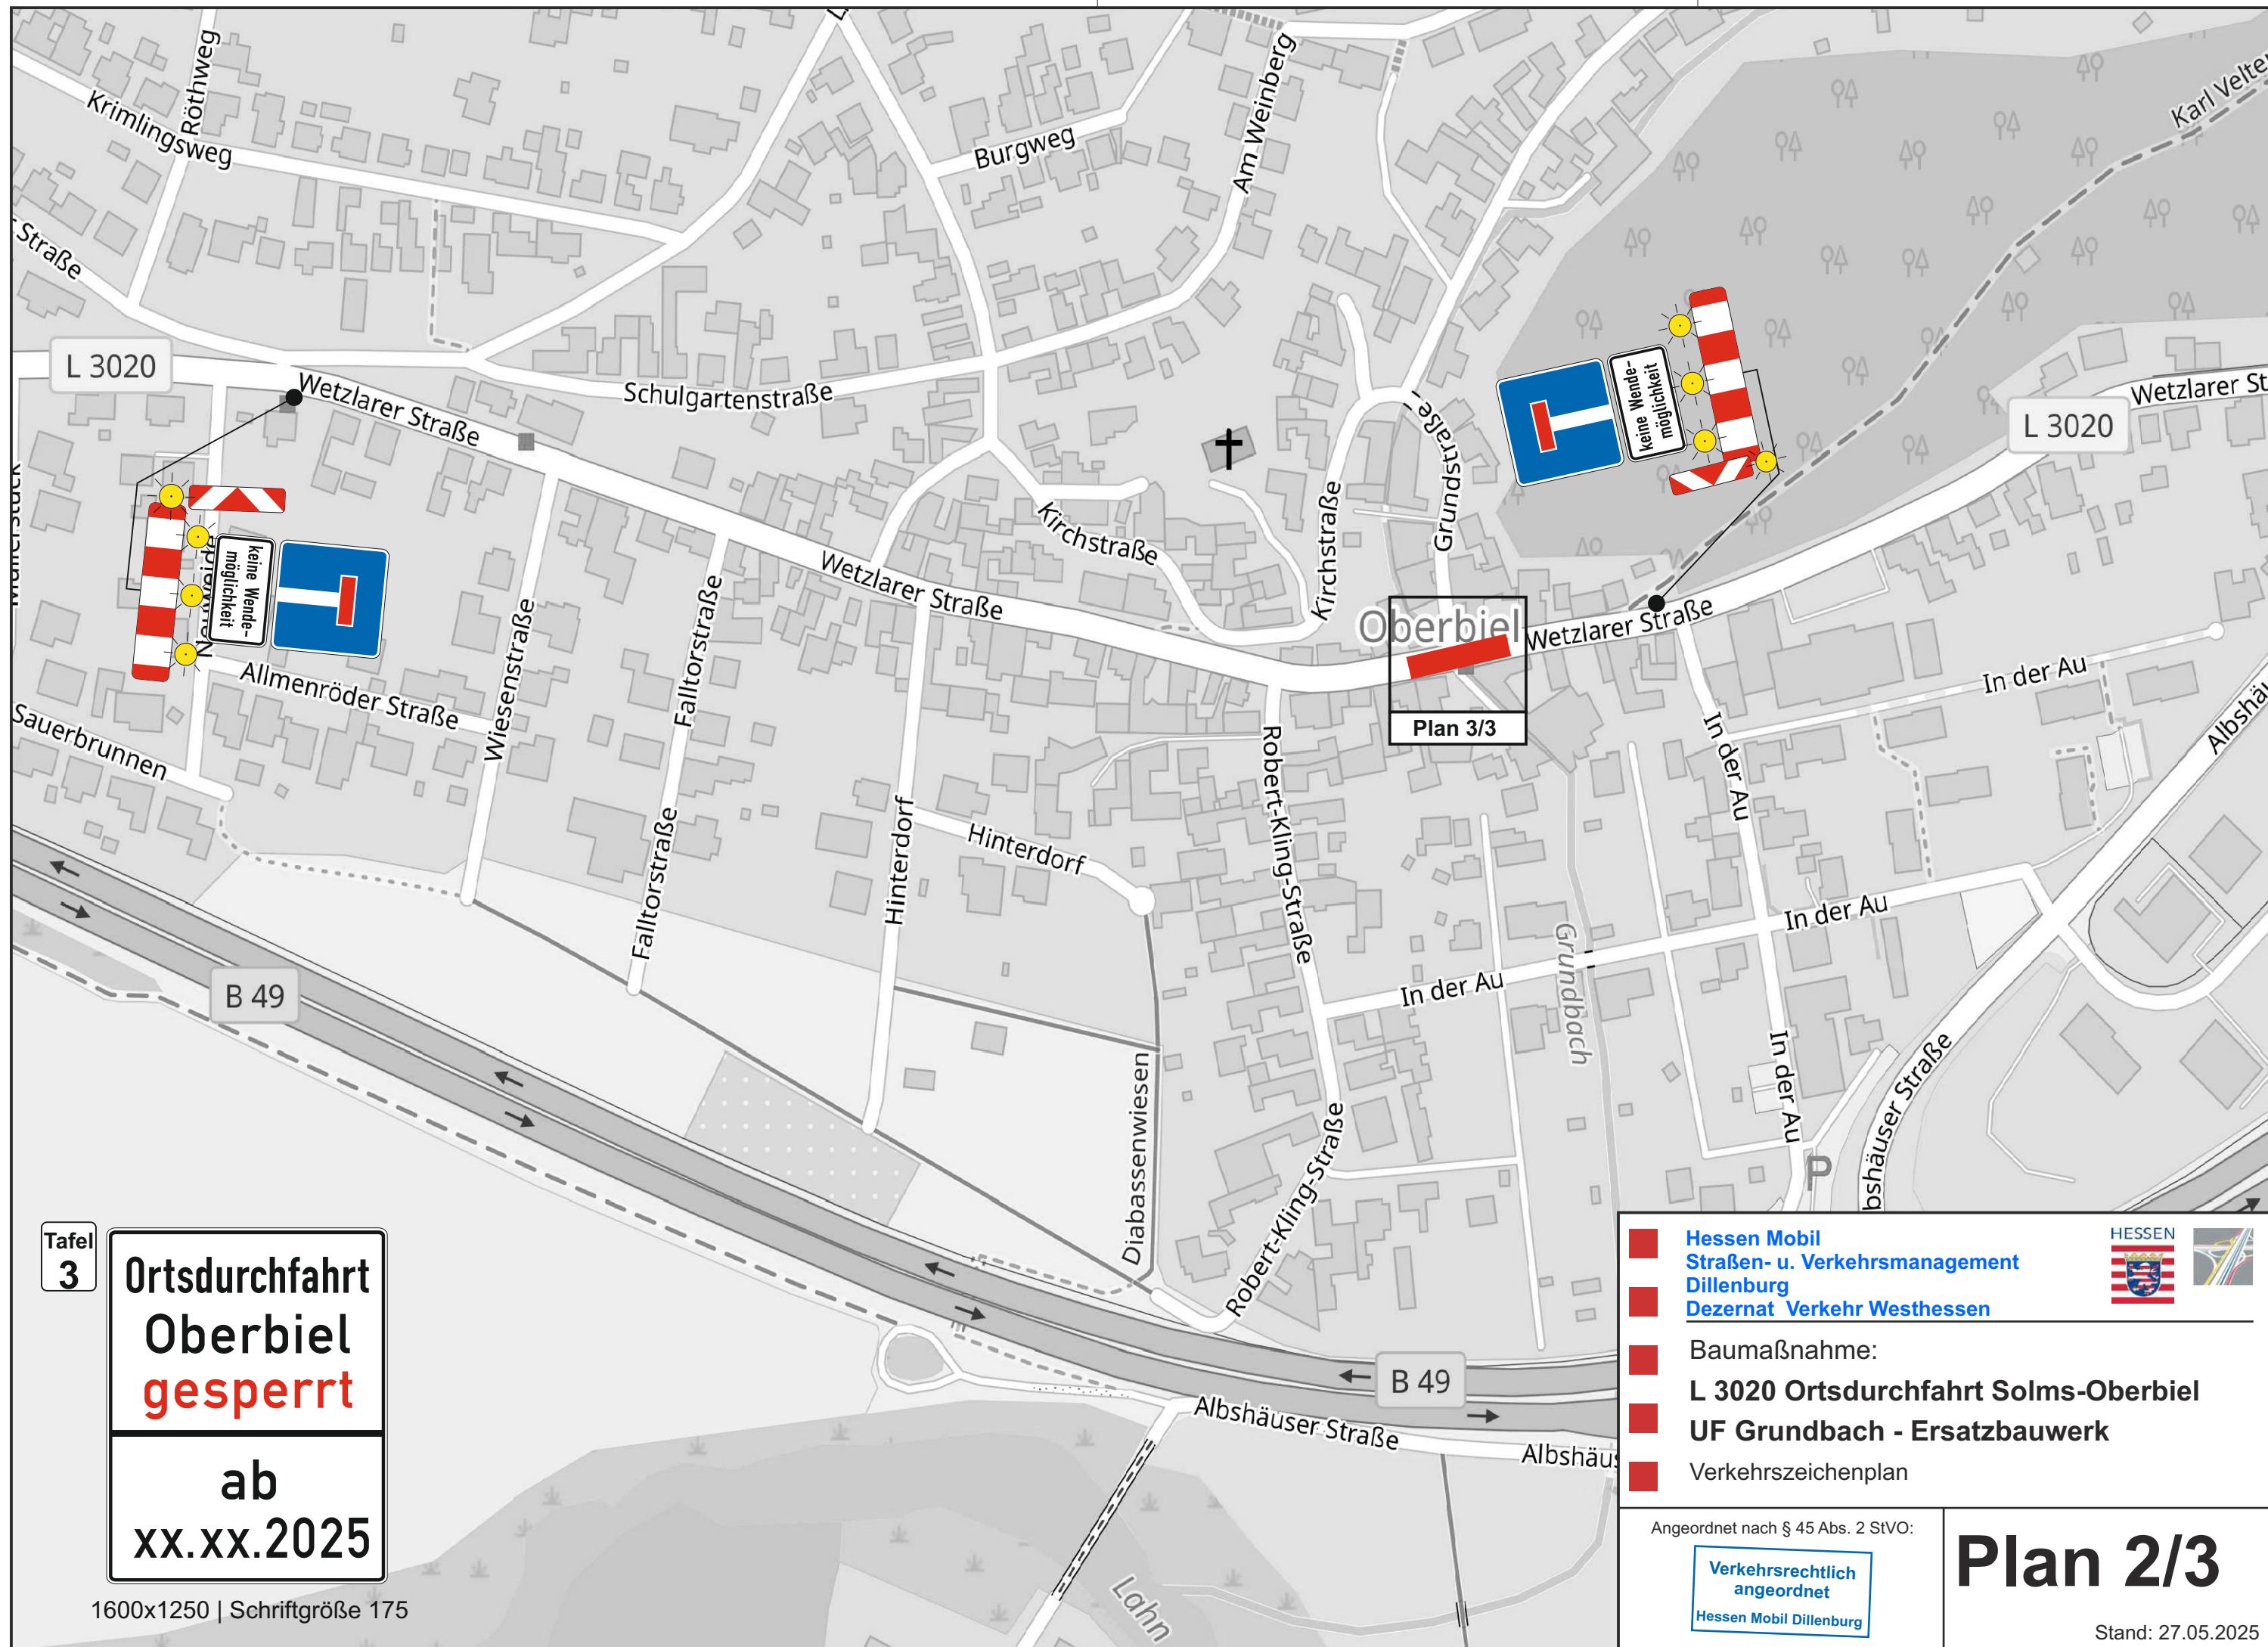 Krimlingsweg
Röthweg
Straße
L 3020
Wetzlarer Straße
Schulgartenstraße
Burgweg
Am Weinberg
Kirchstraße
Kirchstraße
Grundstraße
Karl Velte
L 3020
Wetzlarer St
keine Wende-
möglichkeit
keine Wende-
möglichkeit
Wetzlarer Straße
Oberbiel
Wetzlarer Straße
Plan 3/3
Allmenröder Straße
Sauerbrunnen
Wiesenstraße
Falltorstraße
Falltorstraße
Hinterdorf
Hinterdorf
Robert-Kling-Straße
Robert-Kling-Straße
In der Au
In der Au
In der Au
In der Au
In der Au
Albshäu
Grundbach
Diabassenwiesen
P
B 49
B 49
bshäuser Straße
Albshäuser Straße
Albshäus
Lahn
Tafel
3
Ortsdurchfahrt
Oberbiel
gesperrt
ab
xx.xx.2025
1600x1250 | Schriftgröße 175
Hessen Mobil
Straßen- u. Verkehrsmanagement
Dillenburg
Dezernat Verkehr Westhessen
HESSEN
Baumaßnahme:
L 3020 Ortsdurchfahrt Solms-Oberbiel
UF Grundbach - Ersatzbauwerk
Verkehrszeichenplan
Angeordnet nach § 45 Abs. 2 StVO:
Verkehrsrechtlich
angeordnet
Hessen Mobil Dillenburg
Plan 2/3
Stand: 27.05.2025